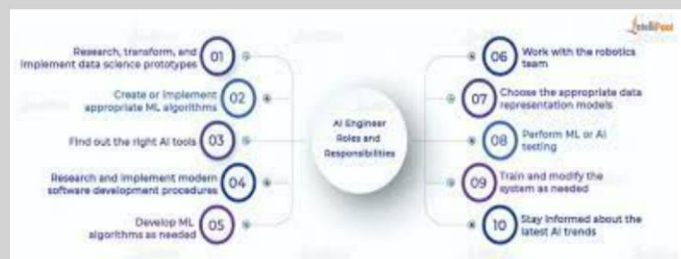 IntelliPaat
Research, transform, and
implement data science prototypes
01
Create or implement
appropriate ML algorithms
02
Find out the right AI tools
03
Research and implement modern
software development procedures
04
Develop ML
algorithms as needed
05
AI Engineer
Roles and
Responsibilities
06
Work with the robotics
team
07
Choose the appropriate data
representation models
08
Perform ML or AI
testing
09
Train and modify the
system as needed
10
Stay informed about the
latest AI trends